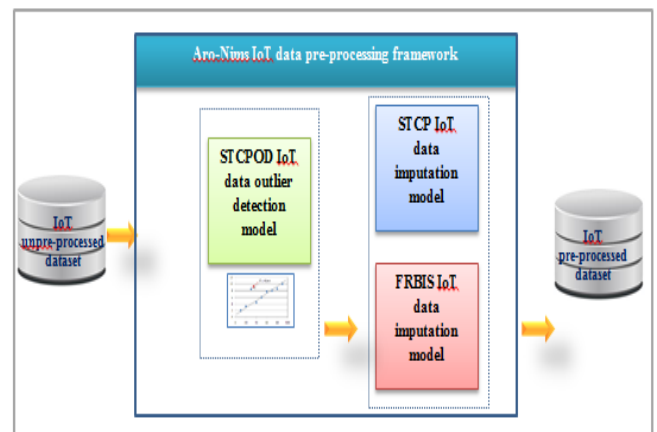 Aro-Nims IoT data pre-processing framework
IoT
unpre-processed
dataset
STCPOD IoT
data outlier
detection
model
STCP IoT
data
imputation
model
FRBIS IoT
data
imputation
model
IoT
pre-processed
dataset